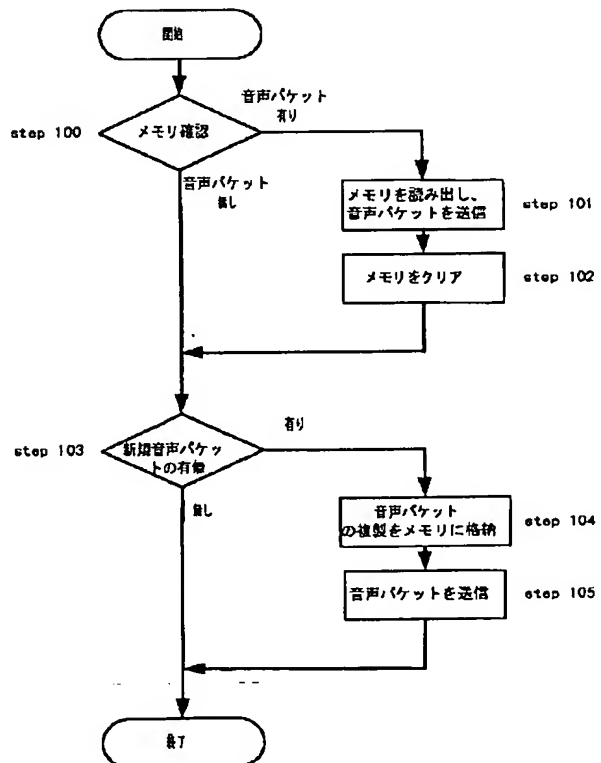 開始
音声パケット
有り
step 100
メモリ確認
音声パケット
無し
メモリを読み出し、
音声パケットを送信
step 101
メモリをクリア
step 102
有り
step 103
新規音声パケッ
トの有無
無し
音声パケット
の複製をメモリに格納
step 104
音声パケットを送信
step 105
終了